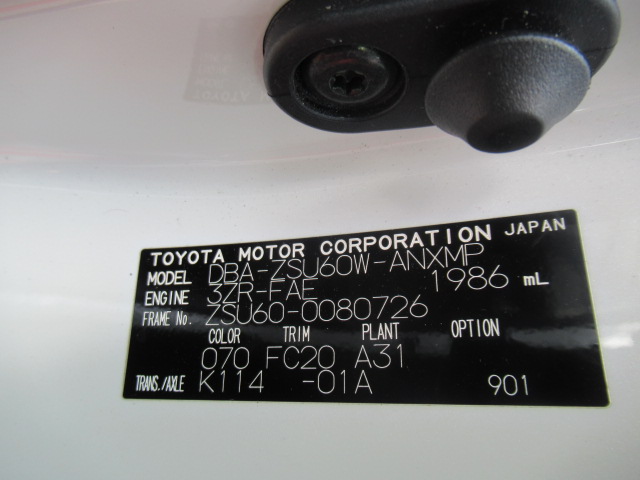 TOYOTA MOTOR CORPORATION JAPAN
MODEL DBA-ZSU60W-ANXMP
ENGINE 3ZR-FAE 1986 mL
FRAME No. ZSU60-0080726
COLOR TRIM PLANT OPTION
070 FC20 A31
TRANS./AXLE K114 -01A 901